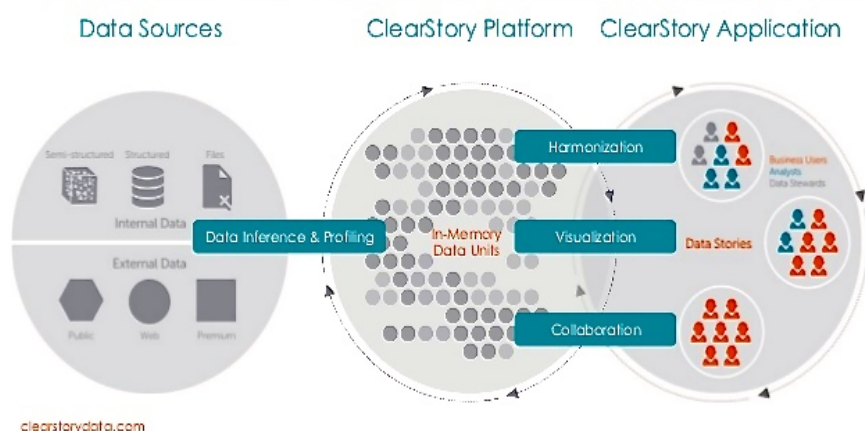 Data Sources
ClearStory Platform
ClearStory Application
Semi-structured
Structured
Files
Internal Data
External Data
Public
Web
Premium
Data Inference & Profiling
In-Memory
Data Units
Harmonization
Visualization
Collaboration
Business Users
Analysts
Data Stewards
Data Stories
clearstorydata.com